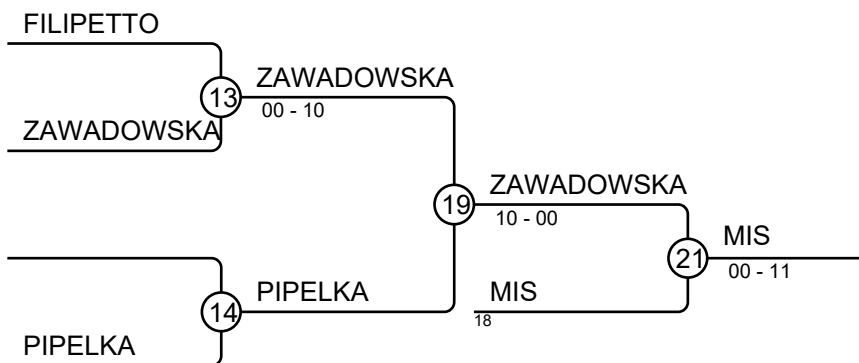 FILIPETTO
ZAWADOWSKA
13
00 - 10
ZAWADOWSKA
ZAWADOWSKA
19
10 - 00
MIS
21
00 - 11
PIPELKA
14
MIS
18
PIPELKA